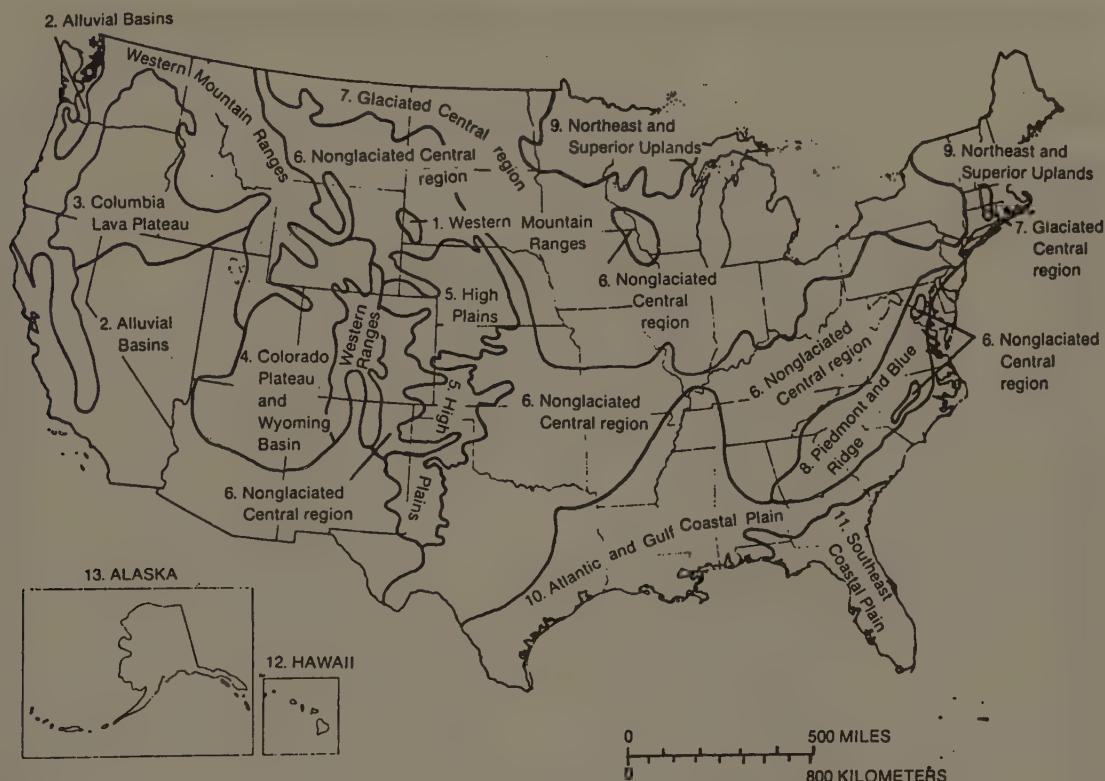 2. Alluvial Basins
Western Mountain Ranges
7. Glaciated Central region
9. Northeast and
Superior Uplands
6. Nonglaciated Central
region
9. Northeast and
Superior Uplands
3. Columbia
Lava Plateau
1. Western Mountain
Ranges
7. Glaciated
Central
region
6. Nonglaciated
Central
region
5. High
Plains
2. Alluvial
Basins
Western
Ranges
4. Colorado
Plateau
and
Wyoming
Basin
5. High
Plains
6. Nonglaciated
Central region
6. Nonglaciated
Central region
6. Nonglaciated
Central
region
8. Piedmont and Blue
Ridge
6. Nonglaciated
Central region
10. Atlantic and Gulf Coastal Plain
11. Southeast
Coastal Plain
13. ALASKA
12. HAWAII
0 500 MILES
0 800 KILOMETERS